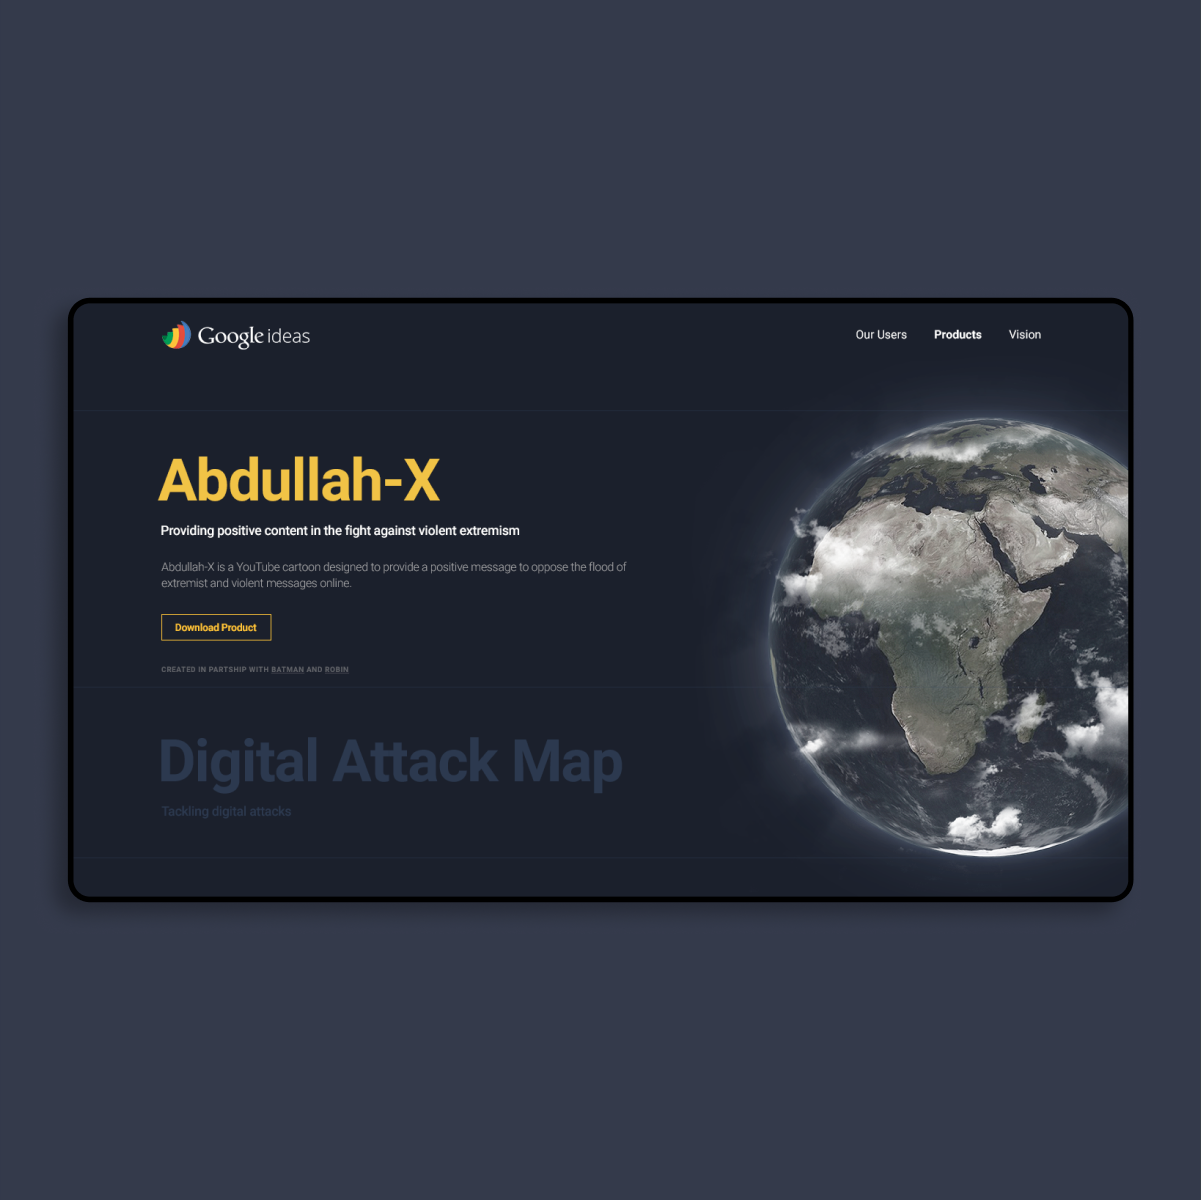 Google ideas
Our Users
Products
Vision
Abdullah-X
Providing positive content in the fight against violent extremism
Abdullah-X is a YouTube cartoon designed to provide a positive message to oppose the flood of
extremist and violent messages online.
Download Product
CREATED IN PARTSHIP WITH BATMAN AND ROBIN
Digital Attack Map
Tackling digital attacks